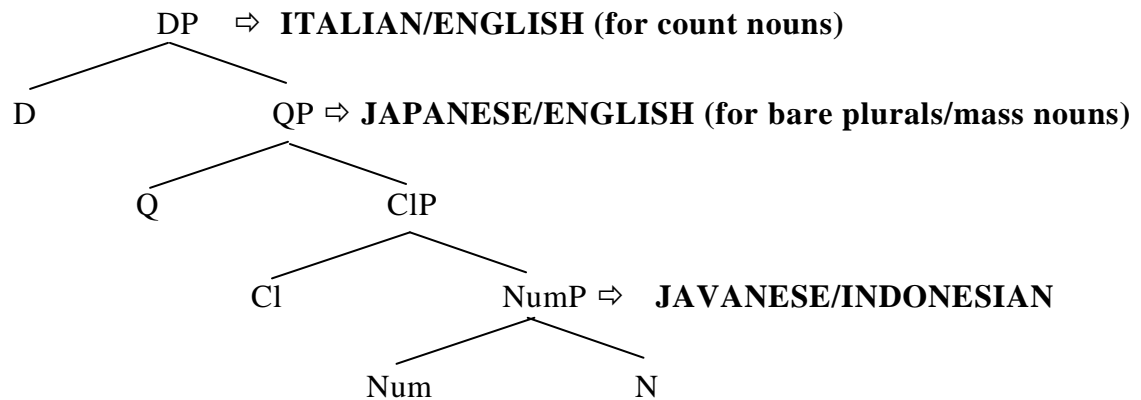 DP ⇨ ITALIAN/ENGLISH (for count nouns)
D QP ⇨ JAPANESE/ENGLISH (for bare plurals/mass nouns)
Q ClP
Cl NumP ⇨ JAVANESE/INDONESIAN
Num N